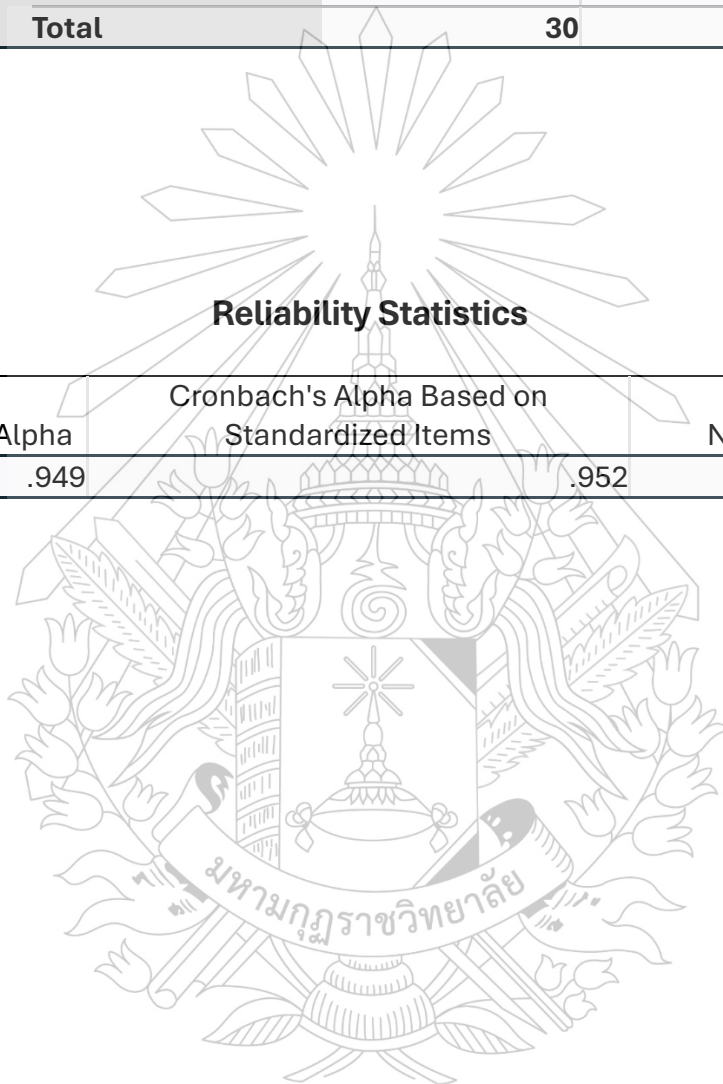 Total 30
Reliability Statistics
Cronbach's Alpha Based on
Alpha Standardized Items N
.949 .952
มหามกุฏราชวิทยาลัย